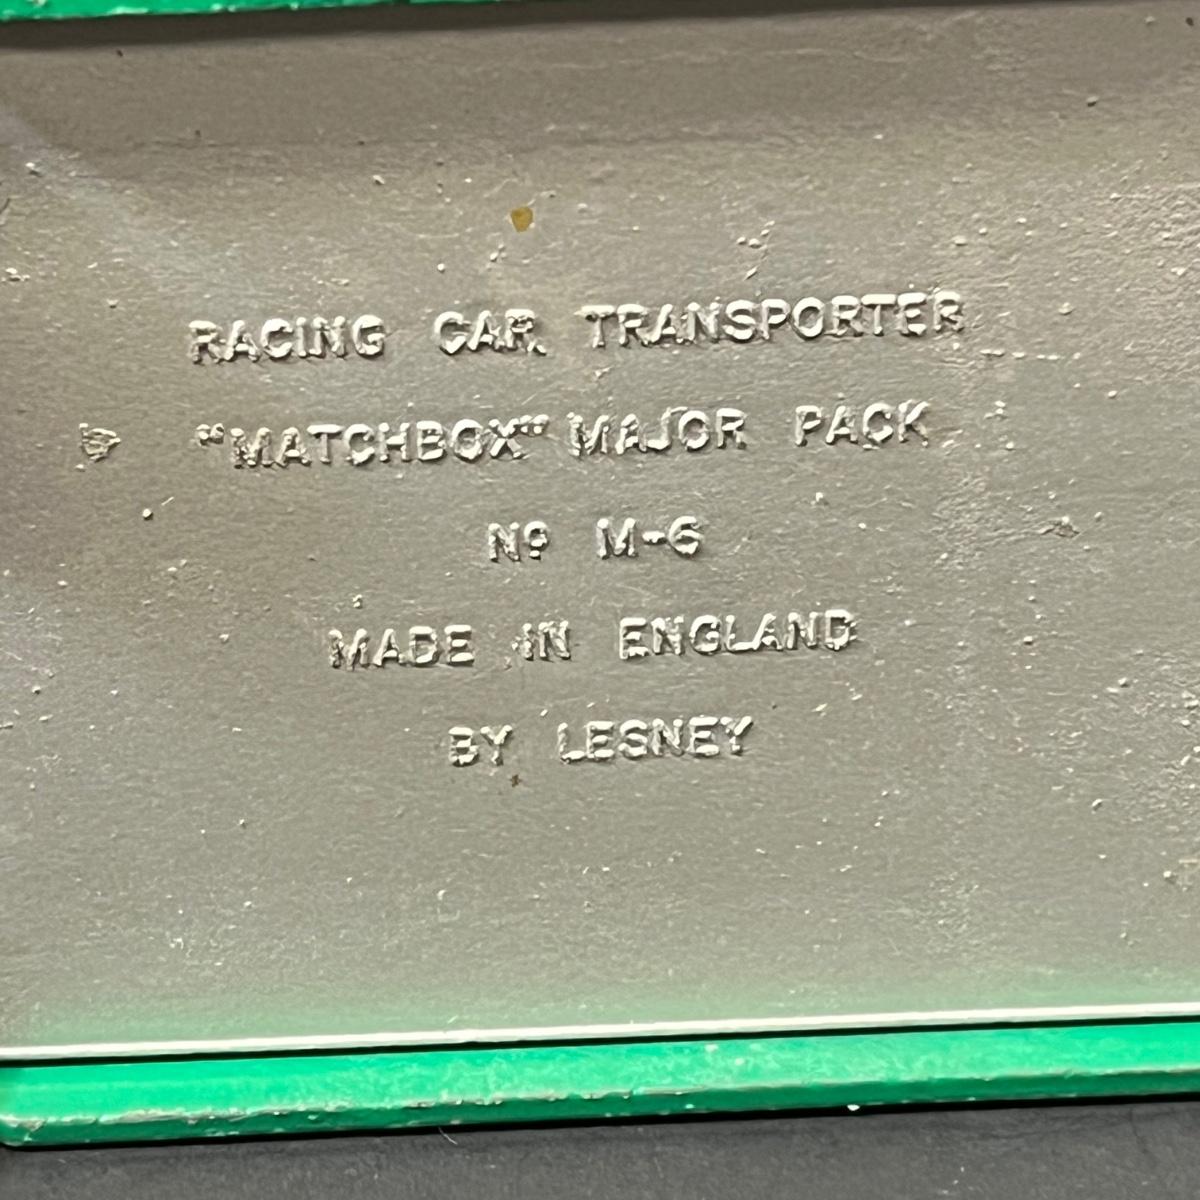 RACING CAR TRANSPORTER
"MATCHBOX" MAJOR PACK
Nº M-6
MADE IN ENGLAND
BY LESNEY